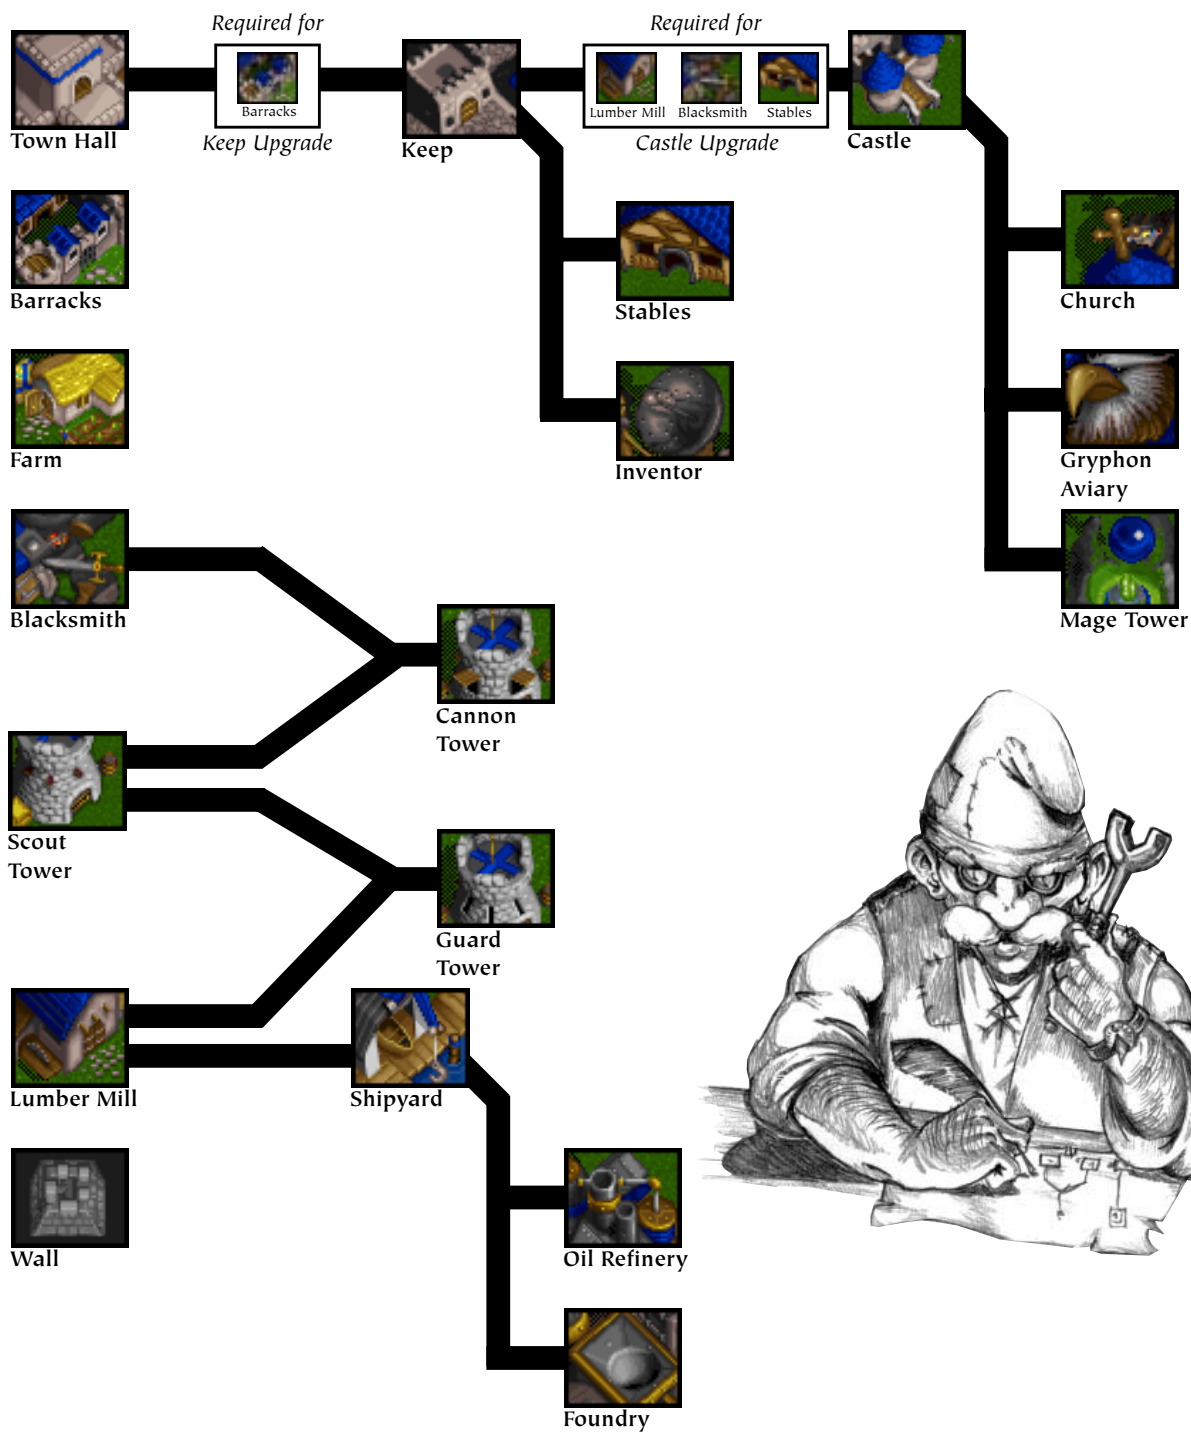 Required for
Barracks
Keep Upgrade
Required for
Lumber Mill
Blacksmith
Stables
Castle Upgrade
Town Hall
Keep
Castle
Barracks
Stables
Church
Farm
Inventor
Gryphon
Aviary
Blacksmith
Mage Tower
Cannon
Tower
Scout
Tower
Guard
Tower
Lumber Mill
Shipyard
Wall
Oil Refinery
Foundry